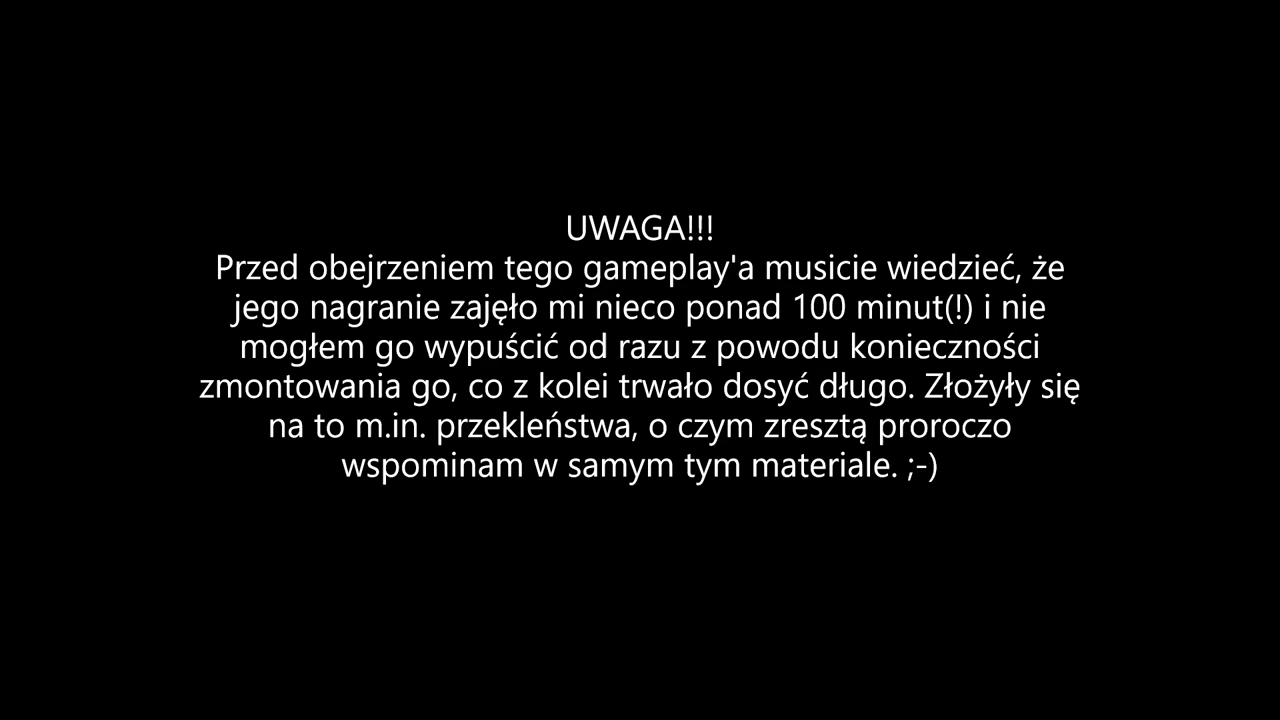 UWAGA!!!
Przed obejrzeniem tego gameplay'a musicie wiedzieć, że
jego nagranie zajęło mi nieco ponad 100 minut(!) i nie
mogłem go wypuścić od razu z powodu konieczności
zmontowania go, co z kolei trwało dosyć długo. Złożyły się
na to m.in. przekleństwa, o czym zresztą proroczo
wspominam w samym tym materiale. ;-)